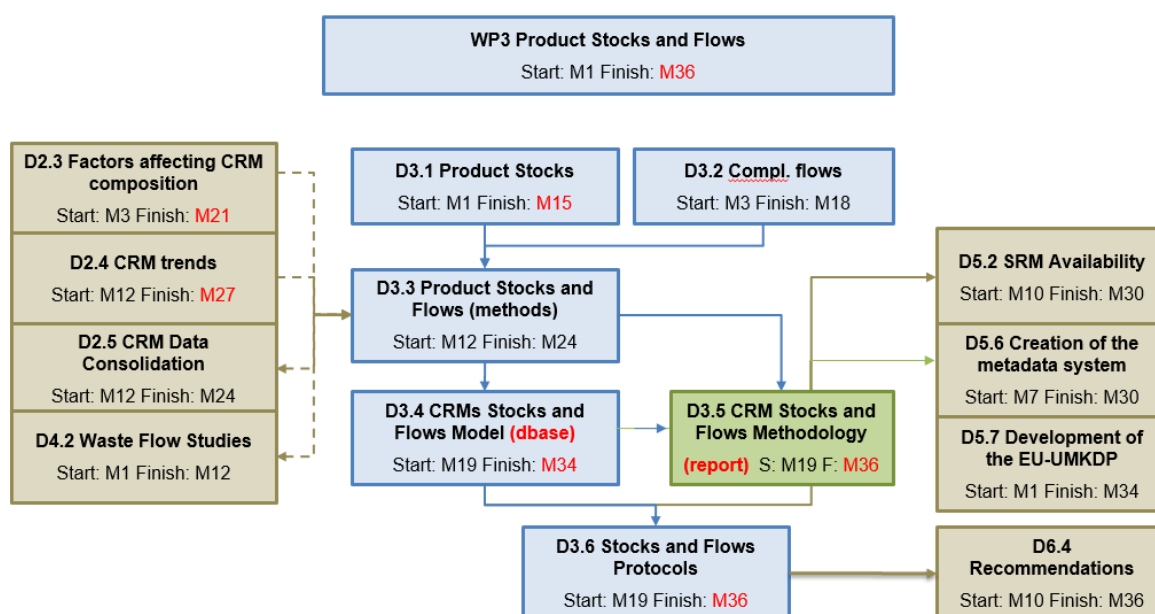 WP3 Product Stocks and Flows
Start: M1 Finish: M36
D2.3 Factors affecting CRM
composition
Start: M3 Finish: M21
D2.4 CRM trends
Start: M12 Finish: M27
D2.5 CRM Data
Consolidation
Start: M12 Finish: M24
D4.2 Waste Flow Studies
Start: M1 Finish: M12
D3.1 Product Stocks
Start: M1 Finish: M15
D3.2 Compl. flows
Start: M3 Finish: M18
D3.3 Product Stocks and
Flows (methods)
Start: M12 Finish: M24
D3.4 CRMs Stocks and
Flows Model (dbase)
Start: M19 Finish: M34
D3.5 CRM Stocks and
Flows Methodology
(report) S: M19 F: M36
D3.6 Stocks and Flows
Protocols
Start: M19 Finish: M36
D5.2 SRM Availability
Start: M10 Finish: M30
D5.6 Creation of the
metadata system
Start: M7 Finish: M30
D5.7 Development of
the EU-UMKDP
Start: M1 Finish: M34
D6.4
Recommendations
Start: M10 Finish: M36